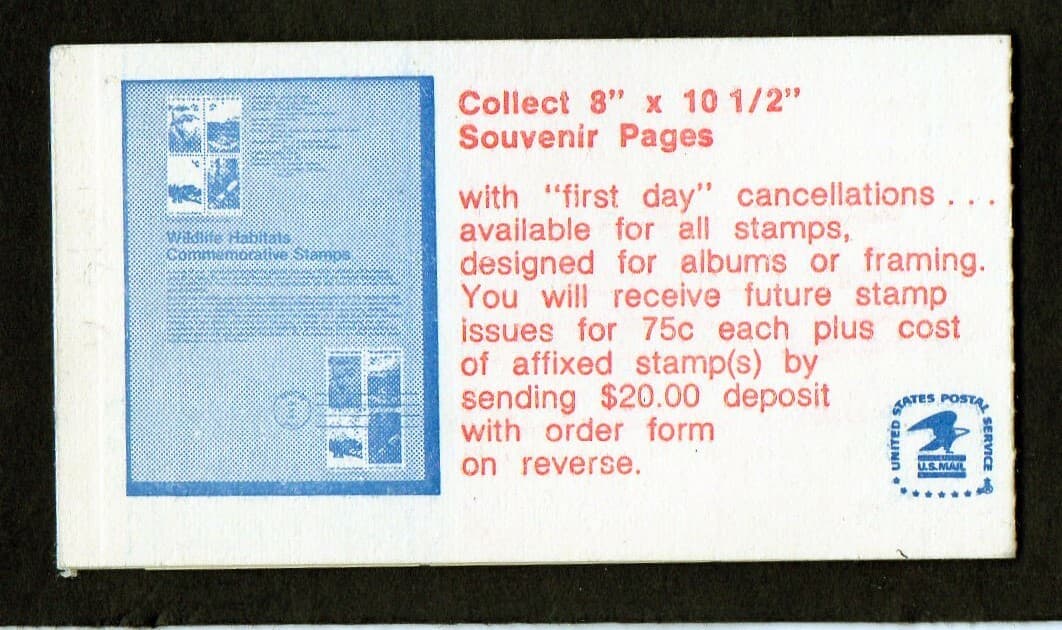 Collect 8" x 10 1/2"
Souvenir Pages
with "first day" cancellations . . .
available for all stamps,
designed for albums or framing.
You will receive future stamp
issues for 75c each plus cost
of affixed stamp(s) by
sending $20.00 deposit
with order form
on reverse.
Wildlife Habitats
Commemorative Stamps
UNITED STATES POSTAL SERVICE
U.S.MAIL